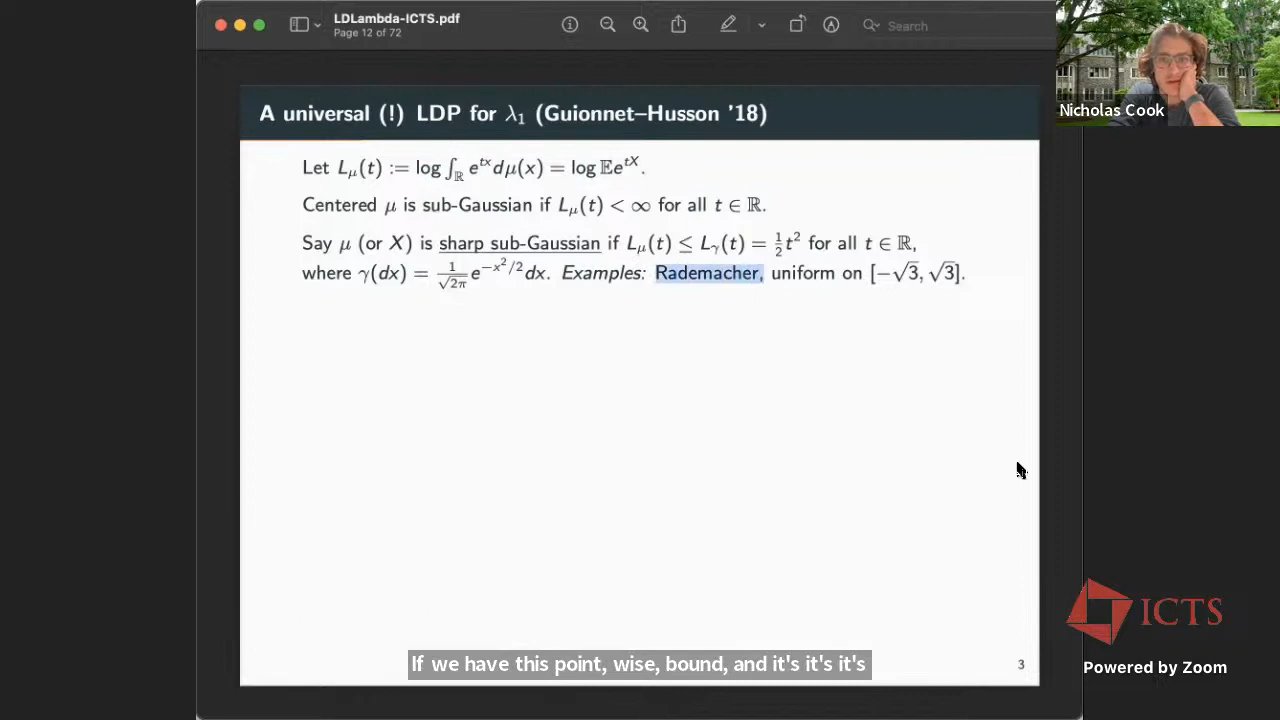 LDLambda-ICTS.pdf
Page 12 of 72
Search
Nicholas Cook
A universal (!) LDP for λ₁ (Guionnet–Husson '18)
Let L_μ(t) := log ∫_ℝ e^{tx} dμ(x) = log 𝔼e^{tX}.
Centered μ is sub-Gaussian if L_μ(t) < ∞ for all t ∈ ℝ.
Say μ (or X) is sharp sub-Gaussian if L_μ(t) ≤ L_γ(t) = ½t² for all t ∈ ℝ,
where γ(dx) = 1/√2π e^{−x²/2} dx. Examples: Rademacher, uniform on [−√3, √3].
If we have this point, wise, bound, and it's it's it's
3
ICTS
Powered by Zoom